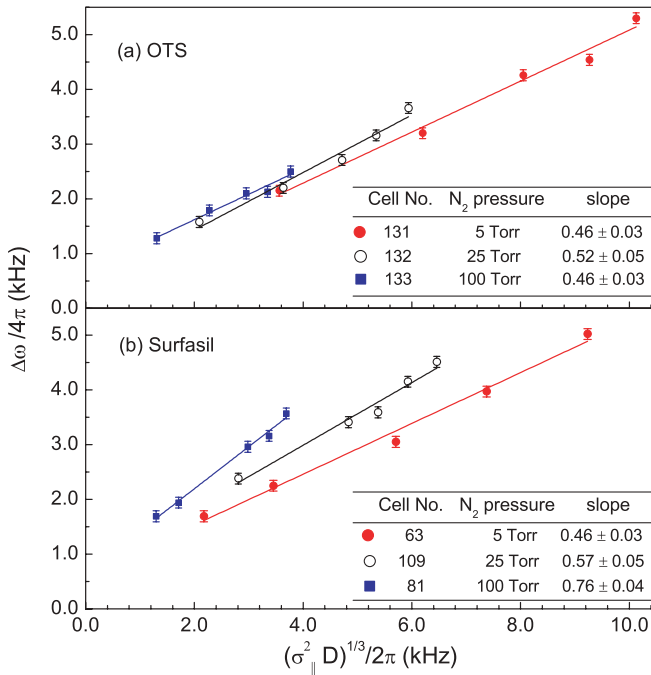 5.0
(a) OTS
4.0
3.0
2.0
1.0
0.0
Cell No. N₂ pressure slope
131 5 Torr 0.46 ± 0.03
132 25 Torr 0.52 ± 0.05
133 100 Torr 0.46 ± 0.03
Δω/4π (kHz)
(b) Surfasil
5.0
4.0
3.0
2.0
1.0
0.0
Cell No. N₂ pressure slope
63 5 Torr 0.46 ± 0.03
109 25 Torr 0.57 ± 0.05
81 100 Torr 0.76 ± 0.04
0.0 2.0 4.0 6.0 8.0 10.0
(σ²∥ D)^1/3/2π (kHz)